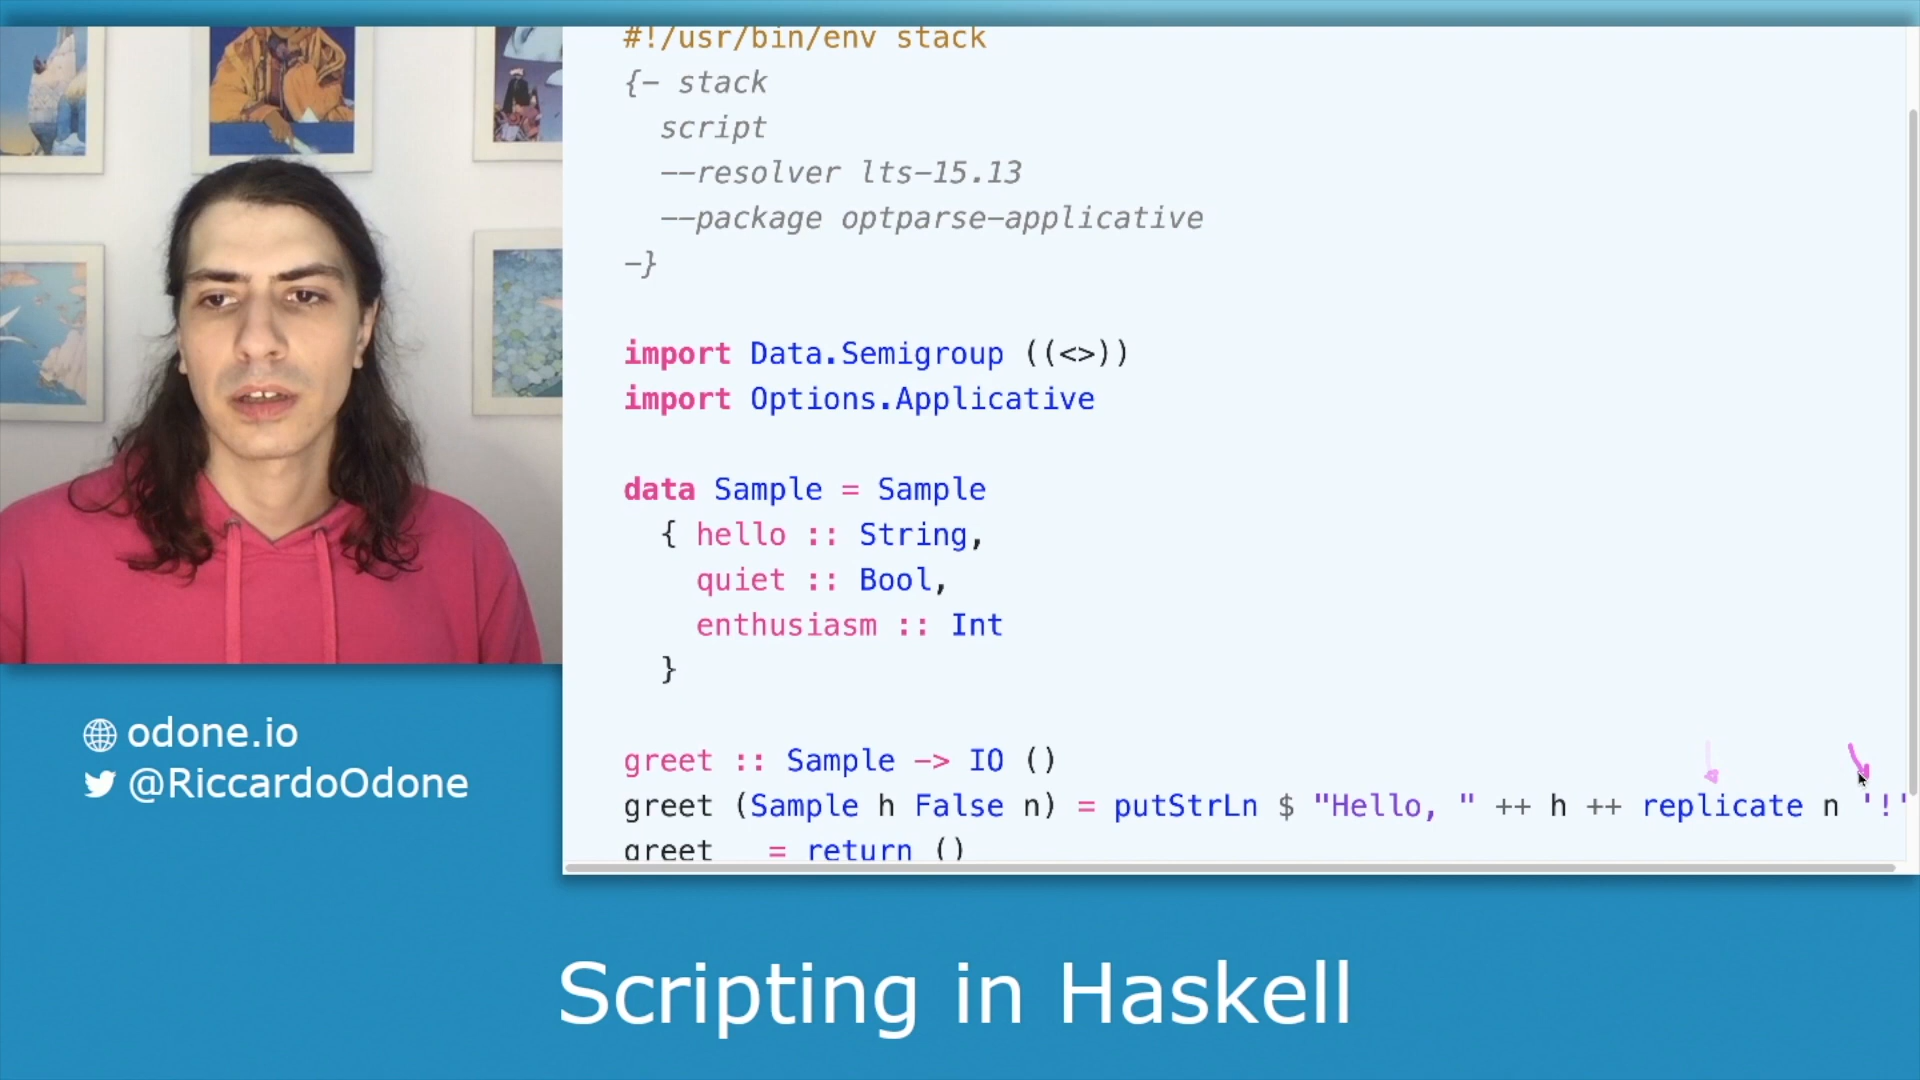 #!/usr/bin/env stack
{- stack
  script
  --resolver lts-15.13
  --package optparse-applicative
-}
import Data.Semigroup ((<>))
import Options.Applicative
data Sample = Sample
  { hello :: String,
    quiet :: Bool,
    enthusiasm :: Int
  }
greet :: Sample -> IO ()
greet (Sample h False n) = putStrLn $ "Hello, " ++ h ++ replicate n '!'
greet _ = return ()
odone.io
@RiccardoOdone
Scripting in Haskell